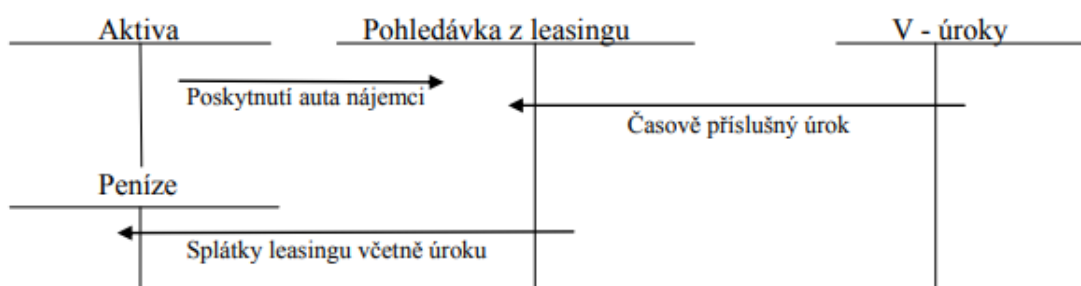 Aktiva
Pohledávka z leasingu
V - úroky
Poskytnutí auta nájemci
Časově příslušný úrok
Peníze
Splátky leasingu včetně úroku